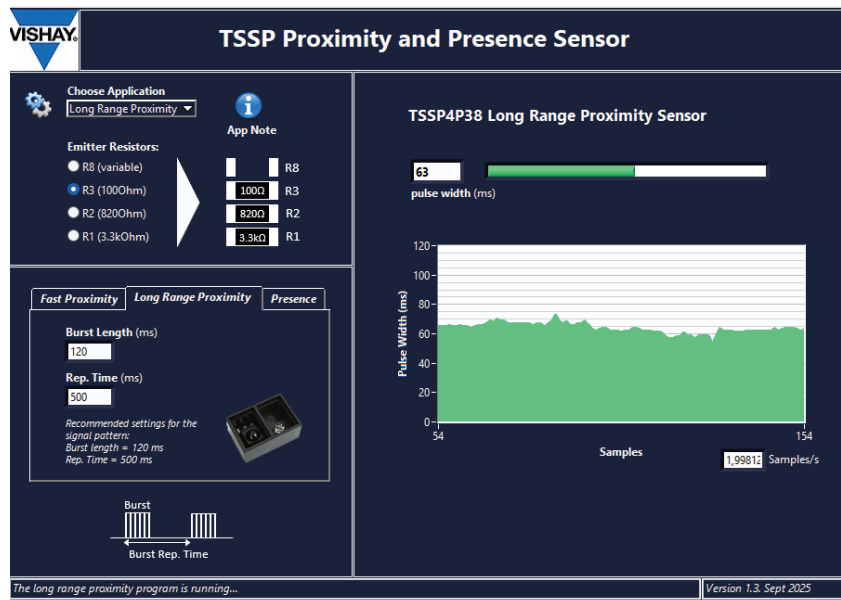 VISHAY.
TSSP Proximity and Presence Sensor
Choose Application
Long Range Proximity
App Note
Emitter Resistors:
R8 (variable)
R3 (100Ohm)
R2 (820Ohm)
R1 (3.3kOhm)
R8
100Ω R3
820Ω R2
3.3kΩ R1
Fast Proximity Long Range Proximity Presence
Burst Length (ms)
120
Rep. Time (ms)
500
Recommended settings for the
signal pattern:
Burst length = 120 ms
Rep. Time = 500 ms
Burst
Burst Rep. Time
TSSP4P38 Long Range Proximity Sensor
63
pulse width (ms)
Pulse Width (ms)
120
100
80
60
40
20
0
54 154
Samples
1,99812 Samples/s
The long range proximity program is running...
Version 1.3. Sept 2025